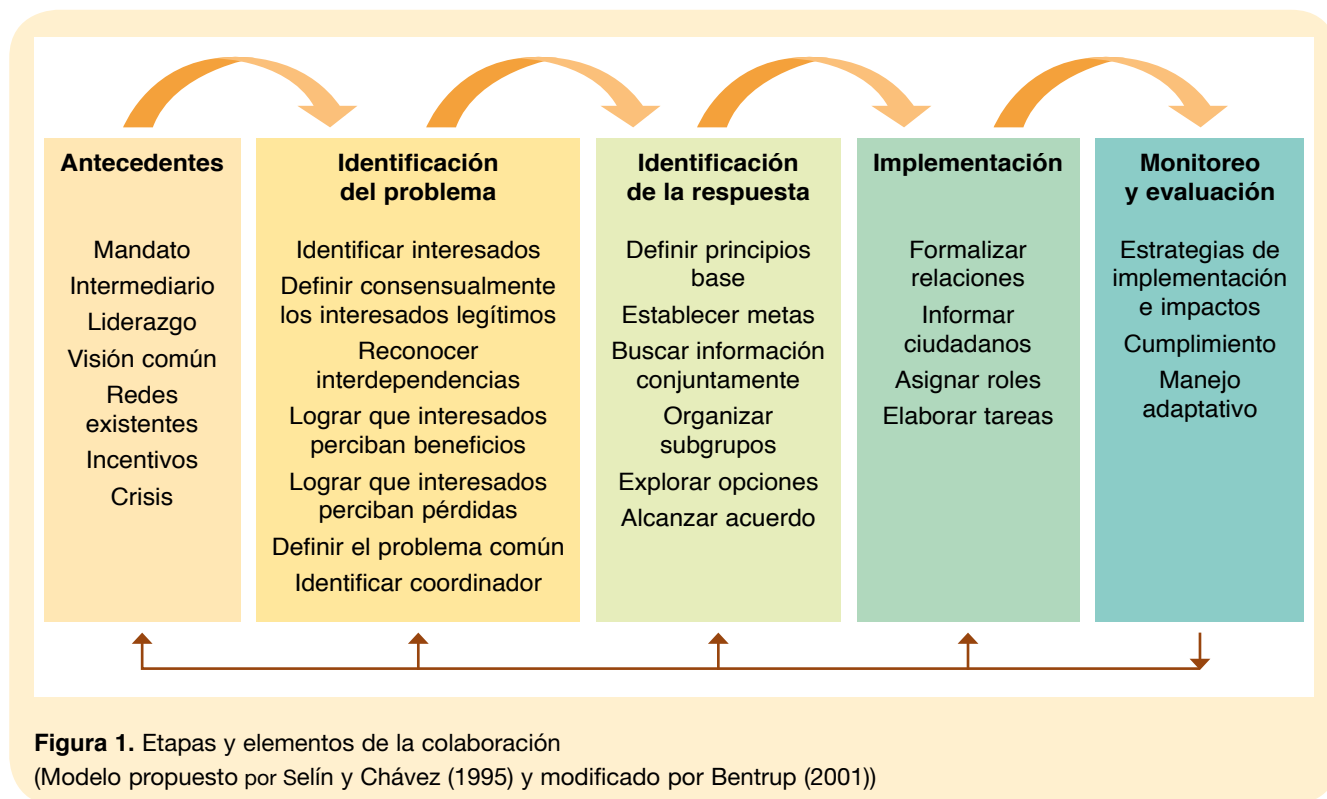 Antecedentes
Mandato
Intermediario
Liderazgo
Visión común
Redes
existentes
Incentivos
Crisis
Identificación
del problema
Identificar interesados
Definir consensualmente
los interesados legítimos
Reconocer
interdependencias
Lograr que interesados
perciban beneficios
Lograr que interesados
perciban pérdidas
Definir el problema común
Identificar coordinador
Identificación
de la respuesta
Definir principios
base
Establecer metas
Buscar información
conjuntamente
Organizar
subgrupos
Explorar opciones
Alcanzar acuerdo
Implementación
Formalizar
relaciones
Informar
ciudadanos
Asignar roles
Elaborar tareas
Monitoreo
y evaluación
Estrategias de
implementación
e impactos
Cumplimiento
Manejo
adaptativo
Figura 1. Etapas y elementos de la colaboración
(Modelo propuesto por Selín y Chávez (1995) y modificado por Bentrup (2001))